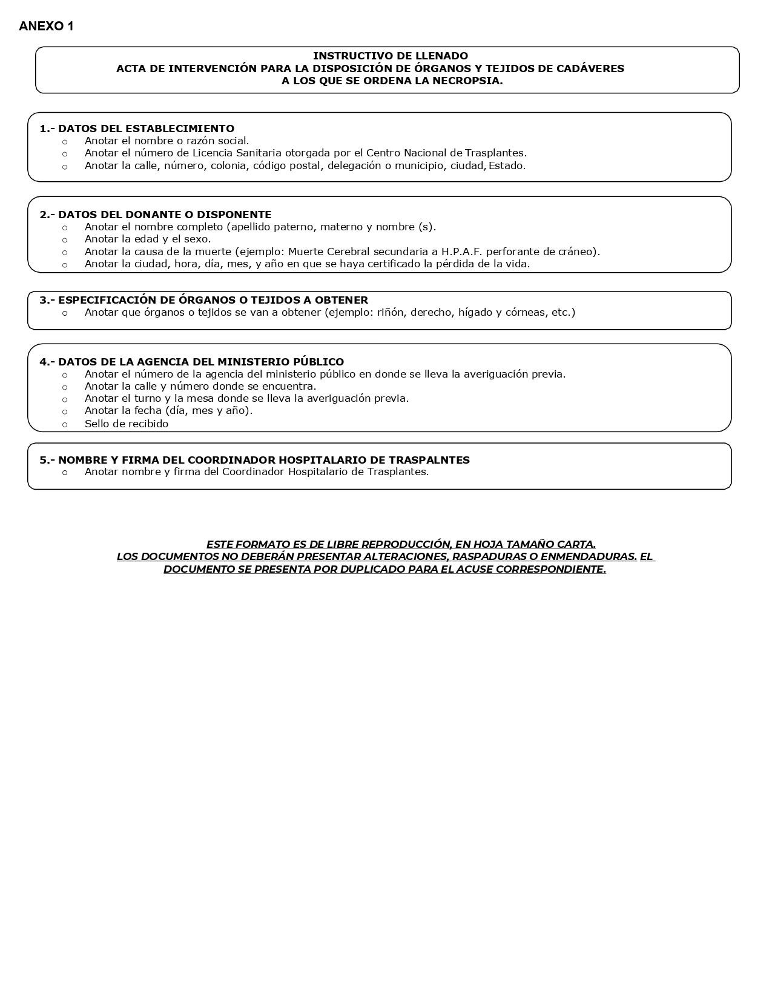 ANEXO 1
INSTRUCTIVO DE LLENADO
ACTA DE INTERVENCIÓN PARA LA DISPOSICIÓN DE ÓRGANOS Y TEJIDOS DE CADÁVERES
A LOS QUE SE ORDENA LA NECROPSIA.
1.- DATOS DEL ESTABLECIMIENTO
o Anotar el nombre o razón social.
o Anotar el número de Licencia Sanitaria otorgada por el Centro Nacional de Trasplantes.
o Anotar la calle, número, colonia, código postal, delegación o municipio, ciudad, Estado.
2.- DATOS DEL DONANTE O DISPONENTE
o Anotar el nombre completo (apellido paterno, materno y nombre (s).
o Anotar la edad y el sexo.
o Anotar la causa de la muerte (ejemplo: Muerte Cerebral secundaria a H.P.A.F. perforante de cráneo).
o Anotar la ciudad, hora, día, mes, y año en que se haya certificado la pérdida de la vida.
3.- ESPECIFICACIÓN DE ÓRGANOS O TEJIDOS A OBTENER
o Anotar que órganos o tejidos se van a obtener (ejemplo: riñón, derecho, hígado y córneas, etc.)
4.- DATOS DE LA AGENCIA DEL MINISTERIO PÚBLICO
o Anotar el número de la agencia del ministerio público en donde se lleva la averiguación previa.
o Anotar la calle y número donde se encuentra.
o Anotar el turno y la mesa donde se lleva la averiguación previa.
o Anotar la fecha (día, mes y año).
o Sello de recibido
5.- NOMBRE Y FIRMA DEL COORDINADOR HOSPITALARIO DE TRASPALNTES
o Anotar nombre y firma del Coordinador Hospitalario de Trasplantes.
ESTE FORMATO ES DE LIBRE REPRODUCCIÓN, EN HOJA TAMAÑO CARTA.
LOS DOCUMENTOS NO DEBERÁN PRESENTAR ALTERACIONES, RASPADURAS O ENMENDADURAS. EL
DOCUMENTO SE PRESENTA POR DUPLICADO PARA EL ACUSE CORRESPONDIENTE.